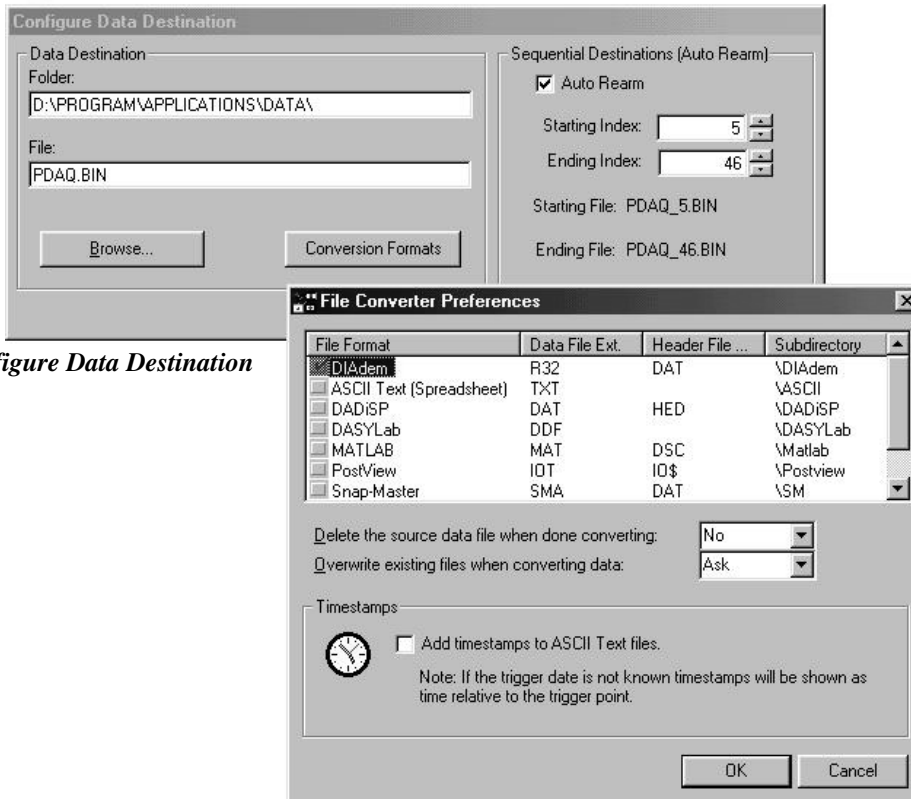 Configure Data Destination
Data Destination
Folder:
D:\PROGRAM\APPLICATIONS\DATA\
File:
PDAQ.BIN
Browse...
Conversion Formats
Sequential Destinations (Auto Rearm)
Auto Rearm
Starting Index: 5
Ending Index: 46
Starting File: PDAQ_5.BIN
Ending File: PDAQ_46.BIN
figure Data Destination
File Converter Preferences
File Format Data File Ext. Header File ... Subdirectory
DIAdem R32 DAT \DIAdem
ASCII Text (Spreadsheet) TXT \ASCII
DADiSP DAT HED \DADiSP
DASYLab DDF \DASYLab
MATLAB MAT DSC \Matlab
PostView IOT IO$ \Postview
Snap-Master SMA DAT \SM
Delete the source data file when done converting: No
Overwrite existing files when converting data: Ask
Timestamps
Add timestamps to ASCII Text files.
Note: If the trigger date is not known timestamps will be shown as
time relative to the trigger point.
OK
Cancel